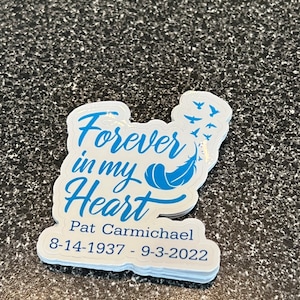 Forever
in my
Heart
Pat Carmichael
8-14-1937 - 9-3-2022